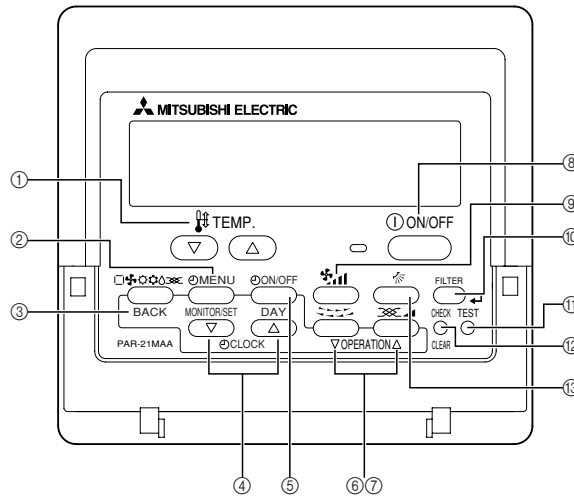 MITSUBISHI ELECTRIC
① TEMP. ⑧
ON/OFF ⑨
② ⑩
MENU ON/OFF FILTER
③ BACK MONITOR/SET DAY CHECK TEST ⑪
PAR-21MAA CLOCK OPERATION CLEAR ⑫
⑬
④ ⑤ ⑥⑦